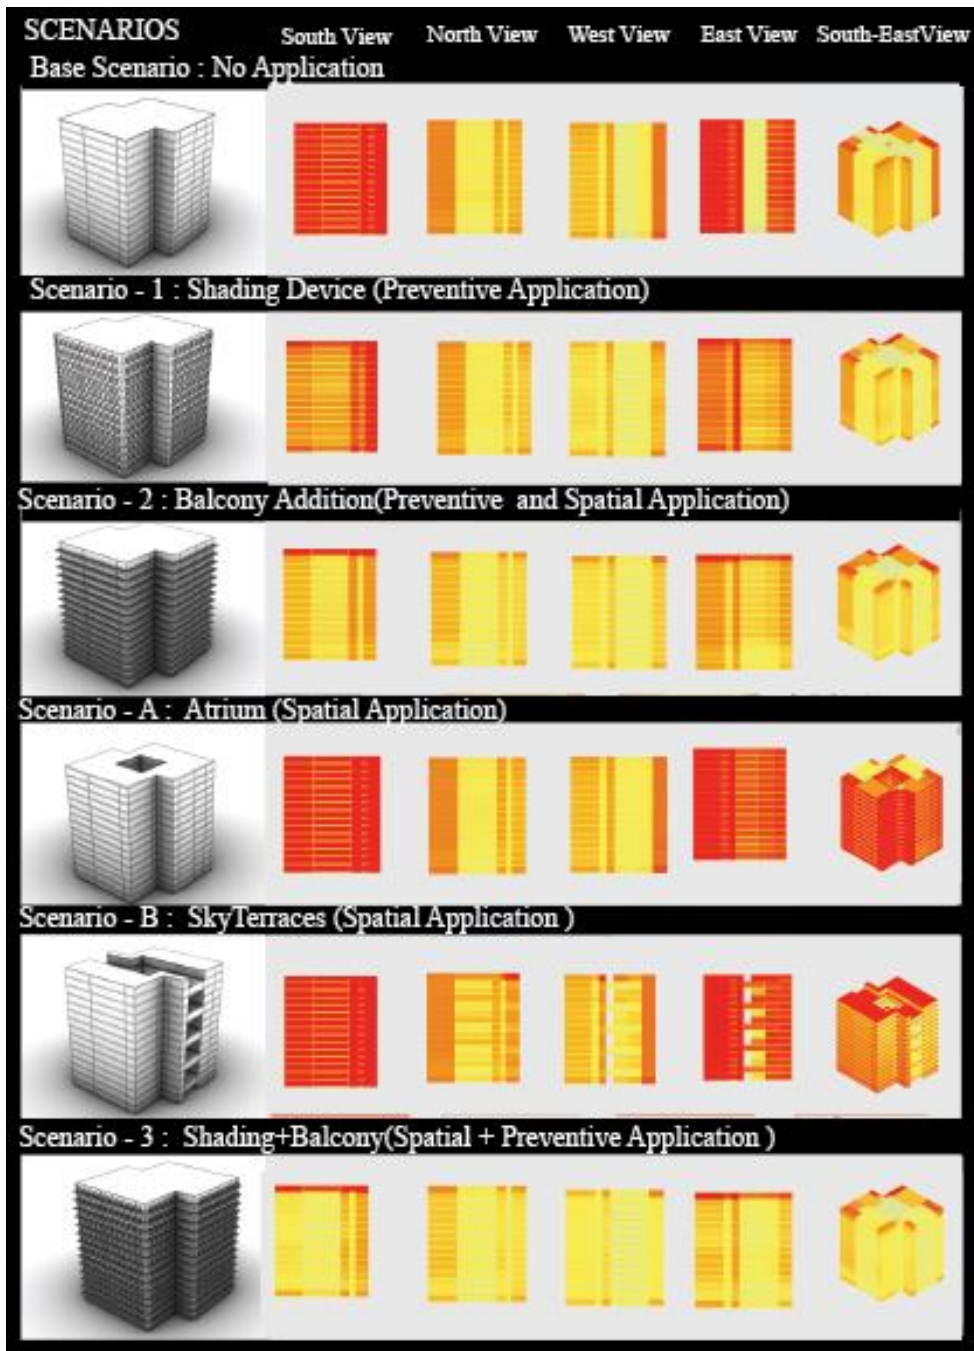 SCENARIOS
South View North View West View East View South-EastView
Base Scenario : No Application
Scenario - 1 : Shading Device (Preventive Application)
Scenario - 2 : Balcony Addition(Preventive and Spatial Application)
Scenario - A : Atrium (Spatial Application)
Scenario - B : SkyTerraces (Spatial Application )
Scenario - 3 : Shading+Balcony(Spatial + Preventive Application )